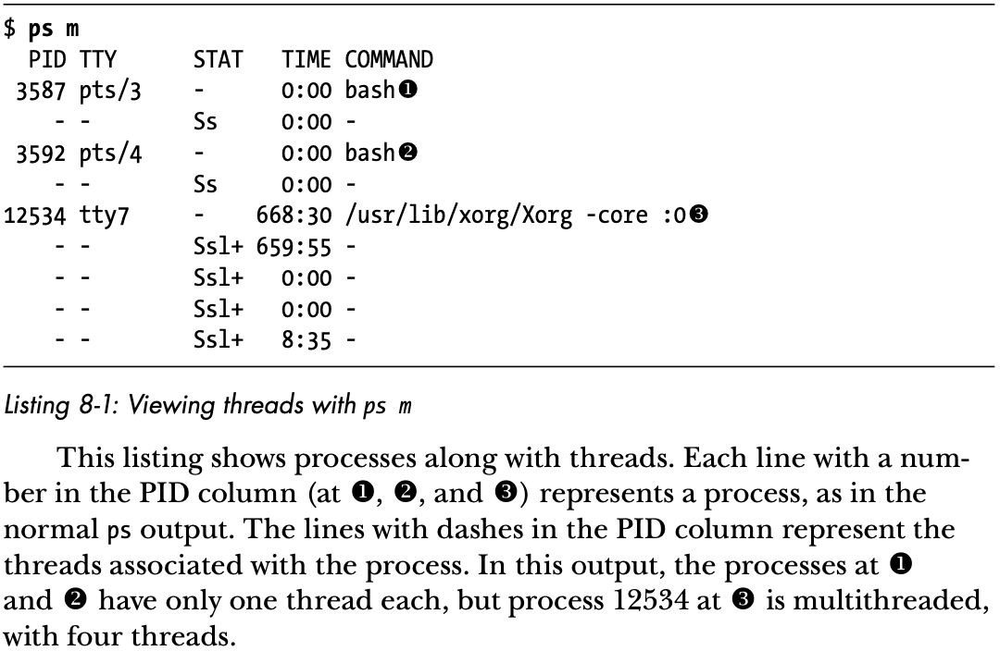 $ ps m
  PID TTY      STAT   TIME COMMAND
 3587 pts/3    -      0:00 bash❶
    - -        Ss     0:00 -
 3592 pts/4    -      0:00 bash❷
    - -        Ss     0:00 -
12534 tty7     -    668:30 /usr/lib/xorg/Xorg -core :0❸
    - -        Ssl+ 659:55 -
    - -        Ssl+   0:00 -
    - -        Ssl+   0:00 -
    - -        Ssl+   8:35 -
Listing 8-1: Viewing threads with ps m
This listing shows processes along with threads. Each line with a num-
ber in the PID column (at ❶, ❷, and ❸) represents a process, as in the
normal ps output. The lines with dashes in the PID column represent the
threads associated with the process. In this output, the processes at ❶
and ❷ have only one thread each, but process 12534 at ❸ is multithreaded,
with four threads.